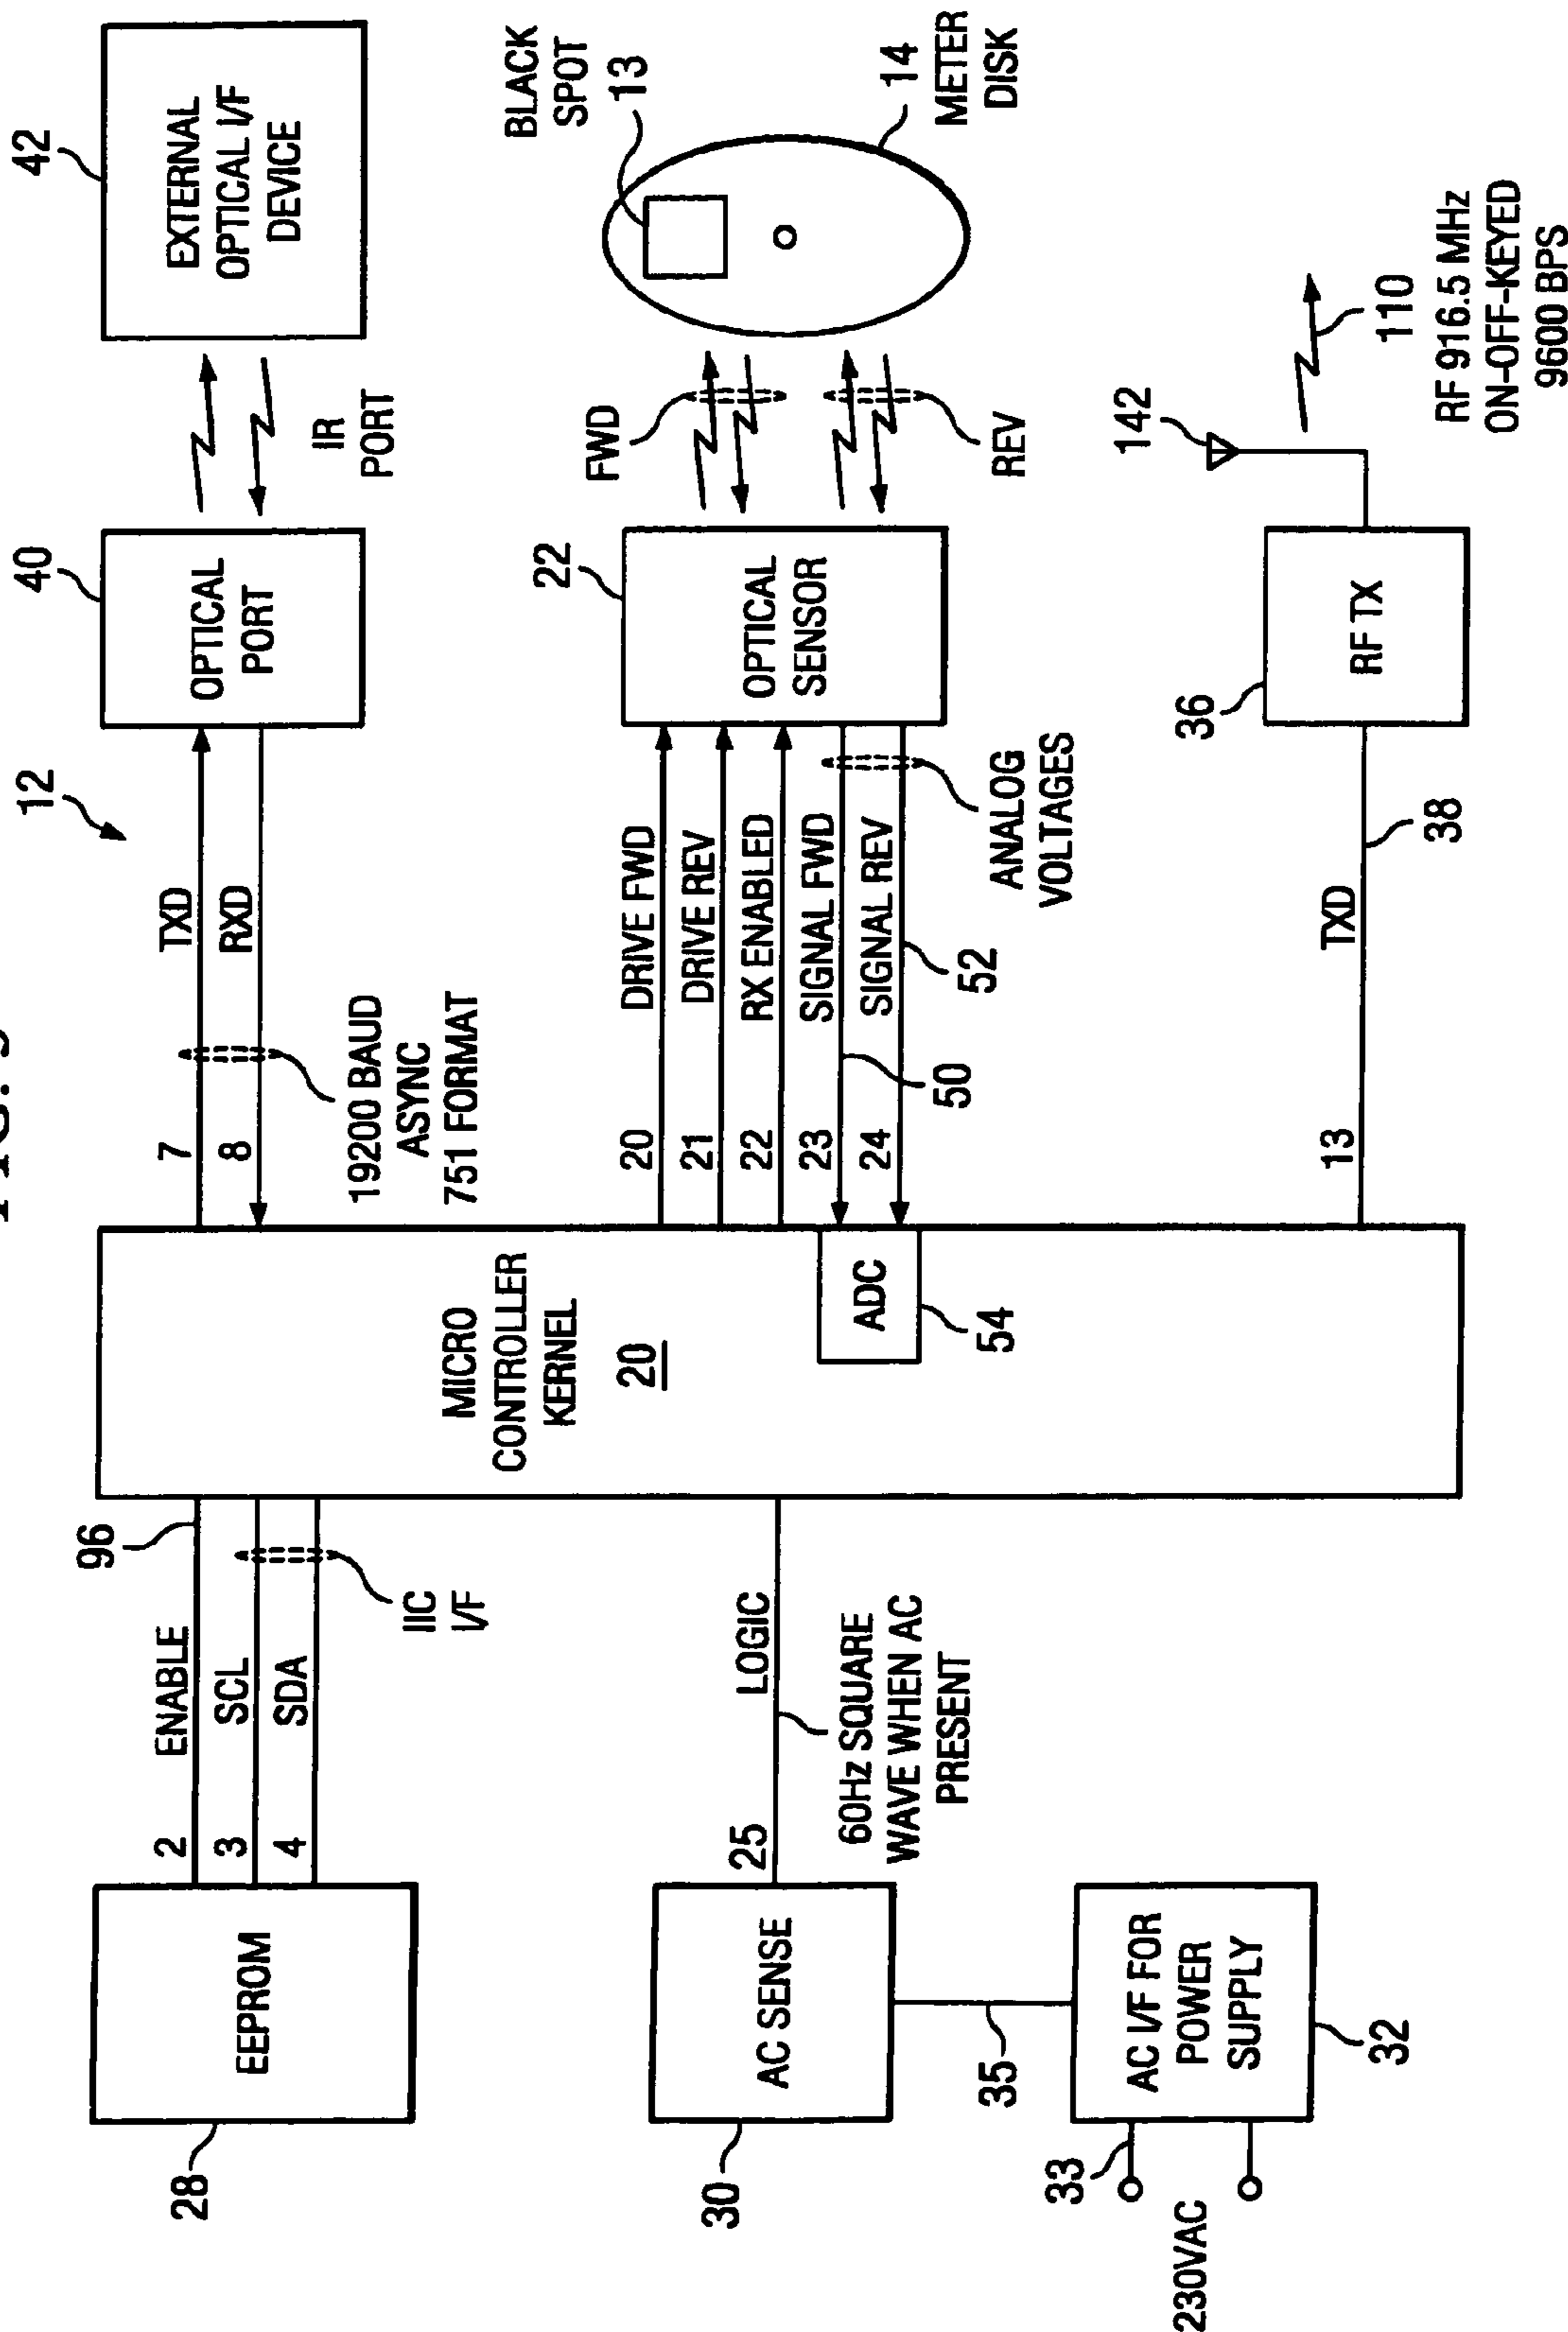 12
42
EXTERNAL
OPTICAL I/F
DEVICE
40
OPTICAL
PORT
IR
PORT
TXD
RXD
7
8
19200 BAUD
ASYNC
751 FORMAT
MICRO
CONTROLLER
KERNEL
20
ADC
54
96
ENABLE
SCL
SDA
2
3
4
IIC
I/F
EEPROM
28
BLACK
SPOT
13
14
METER
DISK
FWD
REV
22
OPTICAL
SENSOR
20 DRIVE FWD
21 DRIVE REV
22 RX ENABLED
23 SIGNAL FWD
24 SIGNAL REV
50
52
ANALOG
VOLTAGES
25
LOGIC
60Hz SQUARE
WAVE WHEN AC
PRESENT
AC SENSE
30
35
AC I/F FOR
POWER
SUPPLY
32
33
230VAC
13
TXD
38
36
RF TX
142
110
RF 916.5 MHz
ON-OFF-KEYED
9600 BPS